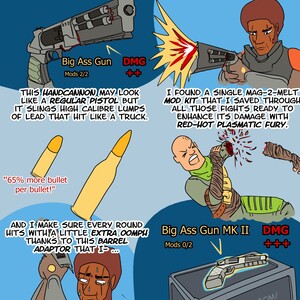 Big Ass Gun
DMG
++
Mods 2/2
THIS HANDCANNON MAY LOOK
LIKE A REGULAR PISTOL BUT
IT SLINGS HIGH CALIBRE LUMPS
OF LEAD THAT HIT LIKE A TRUCK.
I FOUND A SINGLE MAG-2-MELT
MOD KIT THAT I SAVED THROUGH
ALL THOSE FIGHTS READY TO
ENHANCE ITS DAMAGE WITH
RED-HOT PLASMATIC FURY.
"65% more bullet
per bullet!"
AND I MAKE SURE EVERY ROUND
HITS WITH A LITTLE EXTRA OOMPH
THANKS TO THIS BARREL
ADAPTOR THAT I- ...
Big Ass Gun MK II
DMG
+++
Mods 0/2